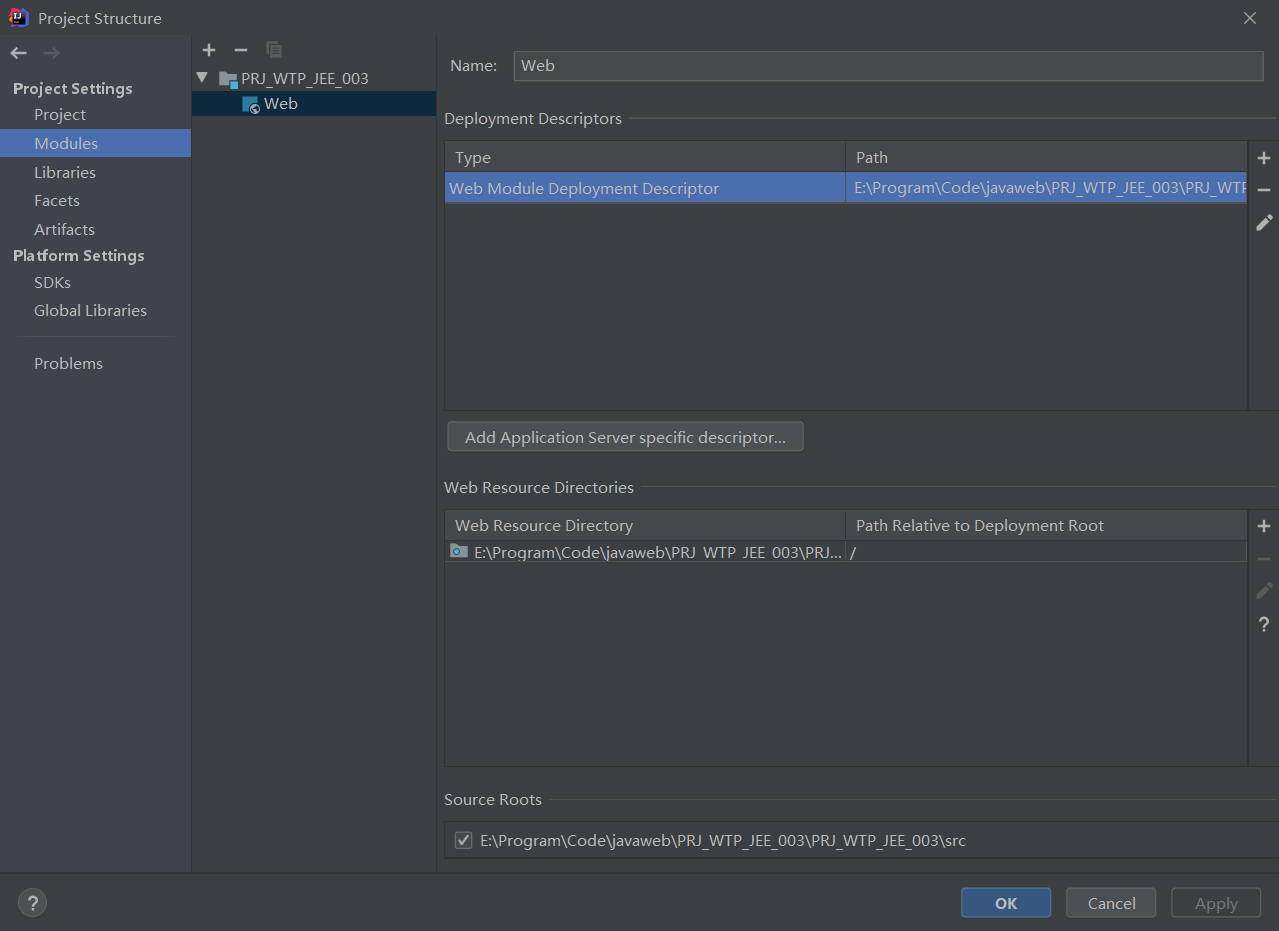 Project Structure
Project Settings
Project
Modules
Libraries
Facets
Artifacts
Platform Settings
SDKs
Global Libraries
Problems
PRJ_WTP_JEE_003
Web
Name: Web
Deployment Descriptors
Type Path
Web Module Deployment Descriptor E:\Program\Code\javaweb\PRJ_WTP_JEE_003\PRJ_WTP
Add Application Server specific descriptor...
Web Resource Directories
Web Resource Directory Path Relative to Deployment Root
E:\Program\Code\javaweb\PRJ_WTP_JEE_003\PRJ... /
Source Roots
E:\Program\Code\javaweb\PRJ_WTP_JEE_003\PRJ_WTP_JEE_003\src
? OK Cancel Apply